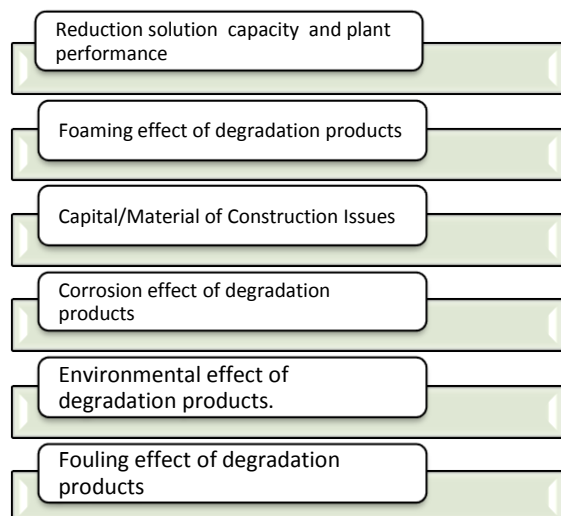 Reduction solution  capacity  and plant
performance
Foaming effect of degradation products
Capital/Material of Construction Issues
Corrosion effect of degradation
products
Environmental effect of
degradation products.
Fouling effect of degradation
products